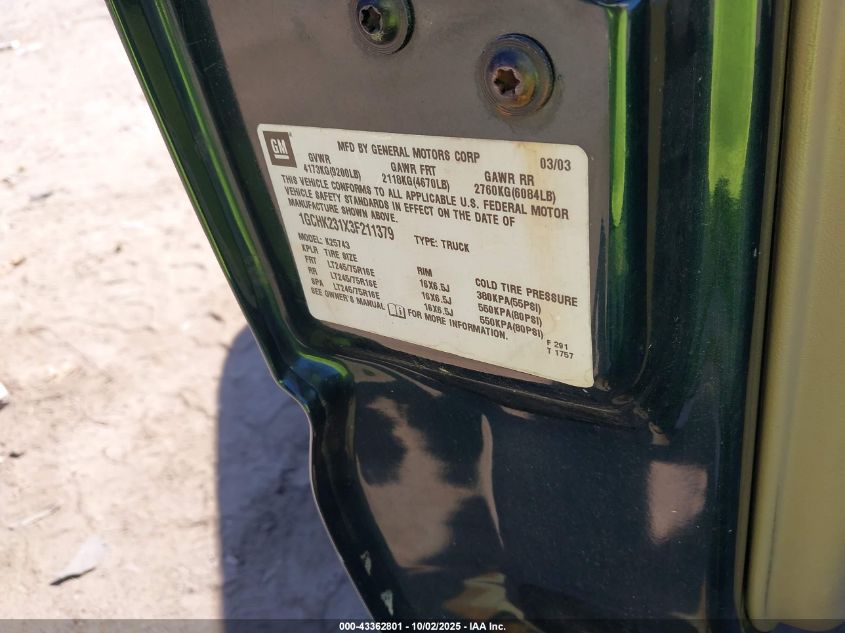 GM
MFD BY GENERAL MOTORS CORP 03/03
GVWR GAWR FRT GAWR RR
4173KG(9200LB) 2118KG(4670LB) 2760KG(6084LB)
THIS VEHICLE CONFORMS TO ALL APPLICABLE U.S. FEDERAL MOTOR
VEHICLE SAFETY STANDARDS IN EFFECT ON THE DATE OF
MANUFACTURE SHOWN ABOVE.
1GCHK231X3F211379
MODEL: K25743 TYPE: TRUCK
KPLR TIRE SIZE RIM COLD TIRE PRESSURE
FRT LT245/75R16E 16X6.5J 380KPA(55PSI)
RR LT245/75R16E 16X6.5J 550KPA(80PSI)
SPA LT245/75R16E 16X6.5J 550KPA(80PSI)
SEE OWNER'S MANUAL FOR MORE INFORMATION.
F 291
T 1757
000-43362801 - 10/02/2025 - IAA Inc.